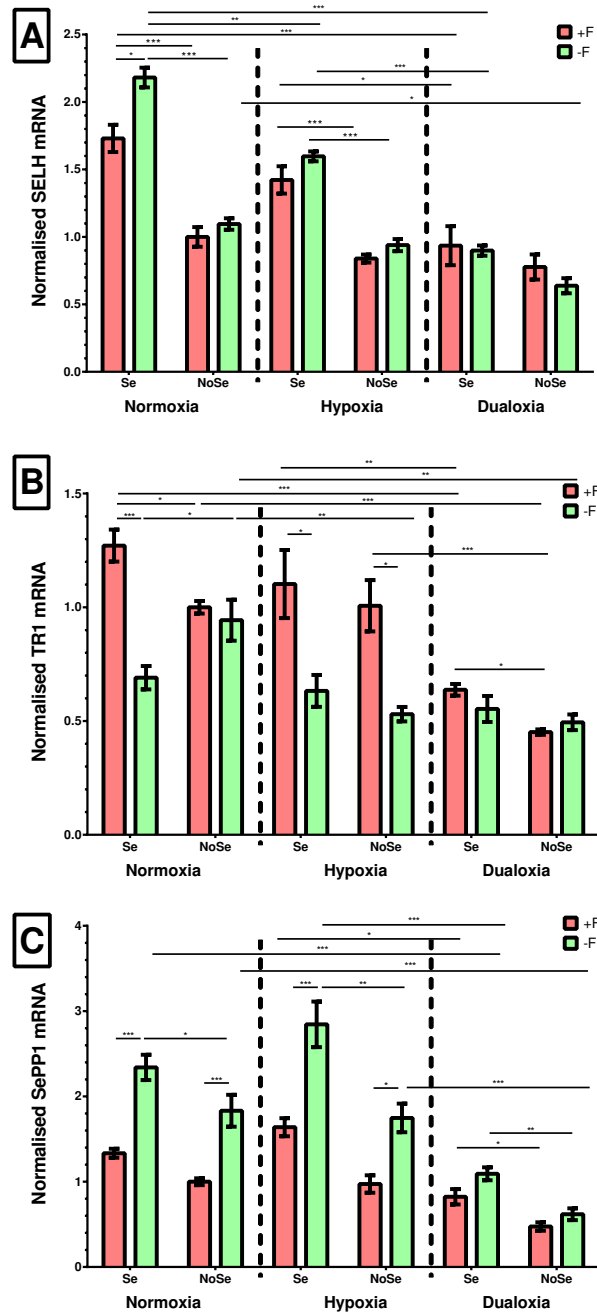 A
+F
-F
***
**
***
***
*
***
***
*
*
***
***
2.5
2.0
1.5
1.0
0.5
0.0
Normalised SELH mRNA
Se NoSe Se NoSe Se NoSe
Normoxia Hypoxia Dualoxia
B
+F
-F
**
**
***
*
***
***
*
**
*
***
*
*
1.5
1.0
0.5
0.0
Normalised TR1 mRNA
Se NoSe Se NoSe Se NoSe
Normoxia Hypoxia Dualoxia
C
+F
-F
***
*
***
***
***
**
***
*
***
*
***
**
*
4
3
2
1
0
Normalised SePP1 mRNA
Se NoSe Se NoSe Se NoSe
Normoxia Hypoxia Dualoxia